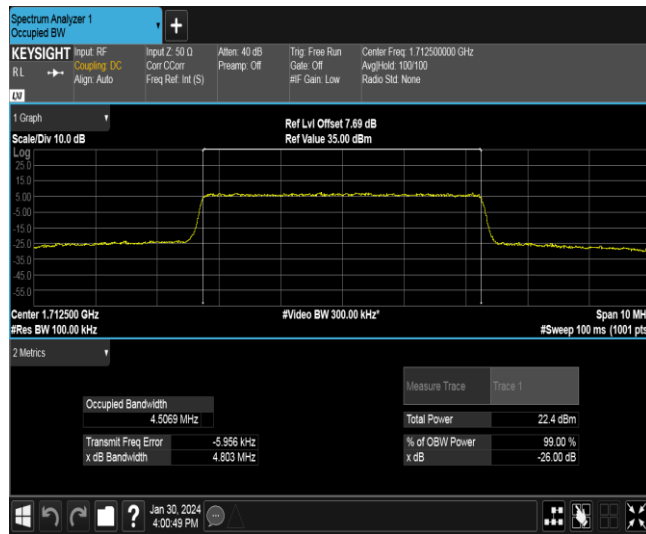 Spectrum Analyzer 1
Occupied BW
+
KEYSIGHT Input: RF Input Z: 50 Ω Atten: 40 dB Trig: Free Run Center Freq: 1.712500000 GHz
RL Coupling: DC Corr CCorr Preamp: Off Gate: Off Avg|Hold: 100/100
Align: Auto Freq Ref: Int (S) #IF Gain: Low Radio Std: None
LXI
1 Graph
Ref Lvl Offset 7.69 dB
Scale/Div 10.0 dB Ref Value 35.00 dBm
Log
25.0
15.0
5.00
-5.00
-15.0
-25.0
-35.0
-45.0
-55.0
Center 1.712500 GHz #Video BW 300.00 kHz* Span 10 MH
#Res BW 100.00 kHz #Sweep 100 ms (1001 pts
2 Metrics
Measure Trace Trace 1
Occupied Bandwidth
4.5069 MHz
Total Power 22.4 dBm
Transmit Freq Error -5.956 kHz % of OBW Power 99.00 %
x dB Bandwidth 4.803 MHz x dB -26.00 dB
? Jan 30, 2024
4:00:49 PM